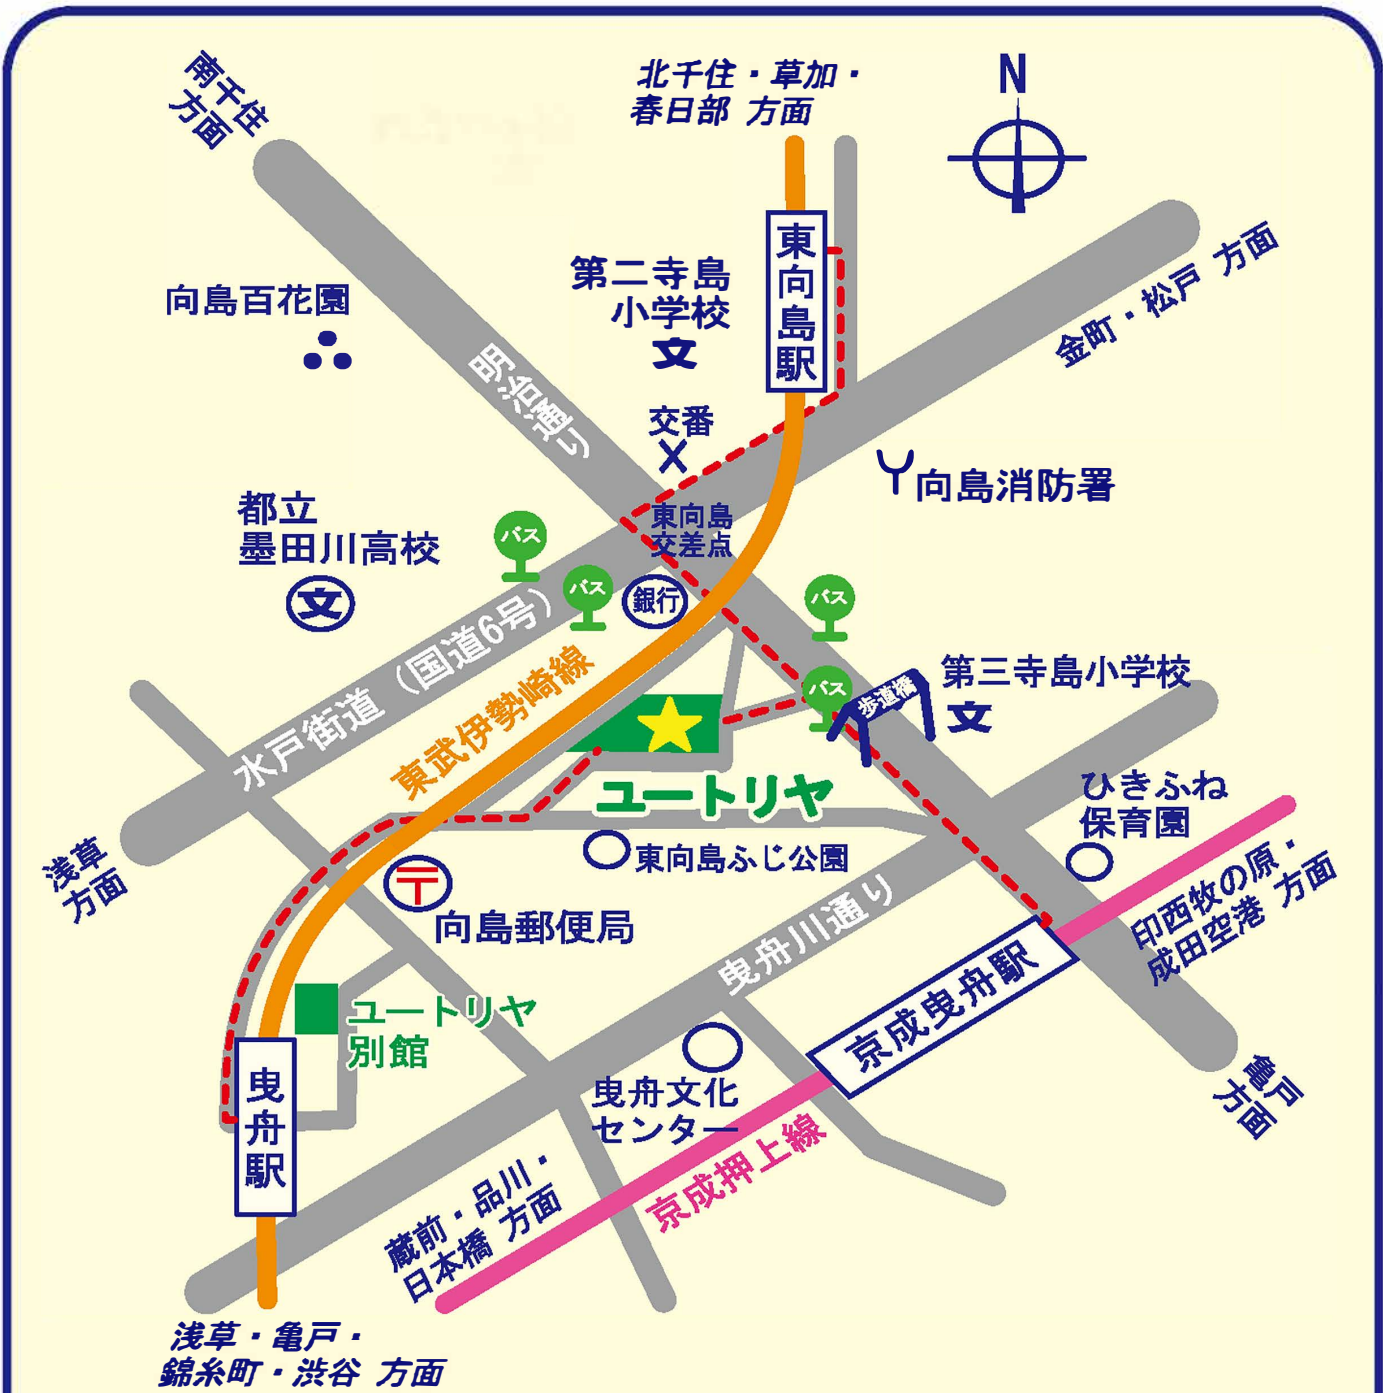 南千住
方面
北千住・草加・
春日部 方面
N
東向島駅
第二寺島
小学校
文
向島百花園
明治通り
金町・松戸 方面
交番
向島消防署
都立
墨田川高校
文
バス
バス
東向島
交差点
銀行
バス
バス
歩道橋
第三寺島小学校
文
水戸街道（国道6号）
東武伊勢崎線
ユートリヤ
ひきふね
保育園
浅草
方面
東向島ふじ公園
〒
向島郵便局
曳舟川通り
印西牧の原・
成田空港 方面
京成曳舟駅
ユートリヤ
別館
曳舟駅
曳舟文化
センター
亀戸
方面
京成押上線
蔵前・品川・
日本橋 方面
浅草・亀戸・
錦糸町・渋谷 方面